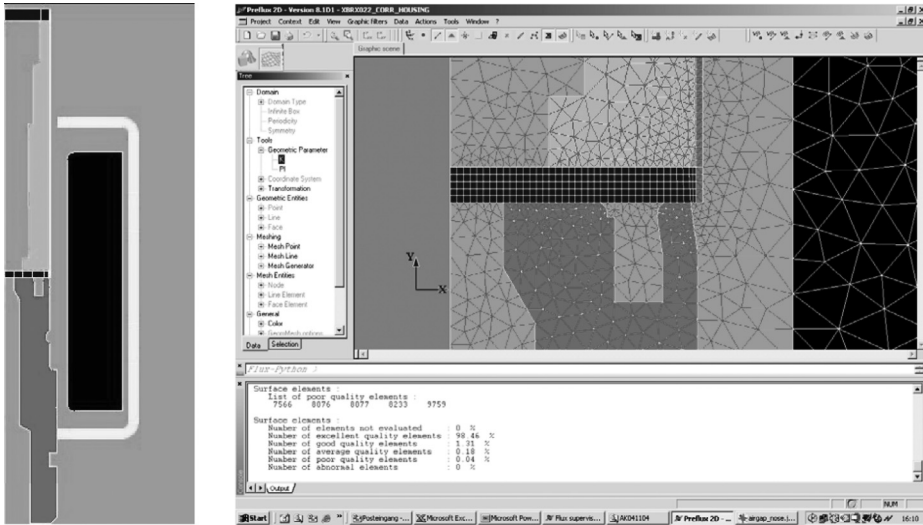 Preflux 2D - Version 8.1D1 - XBRX022_CORR_HOUSING
Project Context Edit View Graphic filters Data Actions Tools Window ?
Graphic scene
Tree
Domain
Domain Type
Infinite Box
Periodicity
Symmetry
Tools
Geometric Parameter
X
PI
Coordinate System
Transformation
Geometric Entities
Point
Line
Face
Meshing
Mesh Point
Mesh Line
Mesh Generator
Mesh Entities
Node
Line Element
Face Element
General
Color
GeomMesh options
Data Selection
Y
X
Flux-Python >
Surface elements :
List of poor quality elements :
7566 8076 8077 8233 9759
Surface elements :
Number of elements not evaluated : 0 %
Number of excellent quality elements : 98.46 %
Number of good quality elements : 1.31 %
Number of average quality elements : 0.18 %
Number of poor quality elements : 0.04 %
Number of abnormal elements : 0 %
Output
NUM
Start Posteingang -... Microsoft Exc... Microsoft Pow... Flux supervis... AK041104 Preflux 2D - ... airgap_nose.j... 16:10